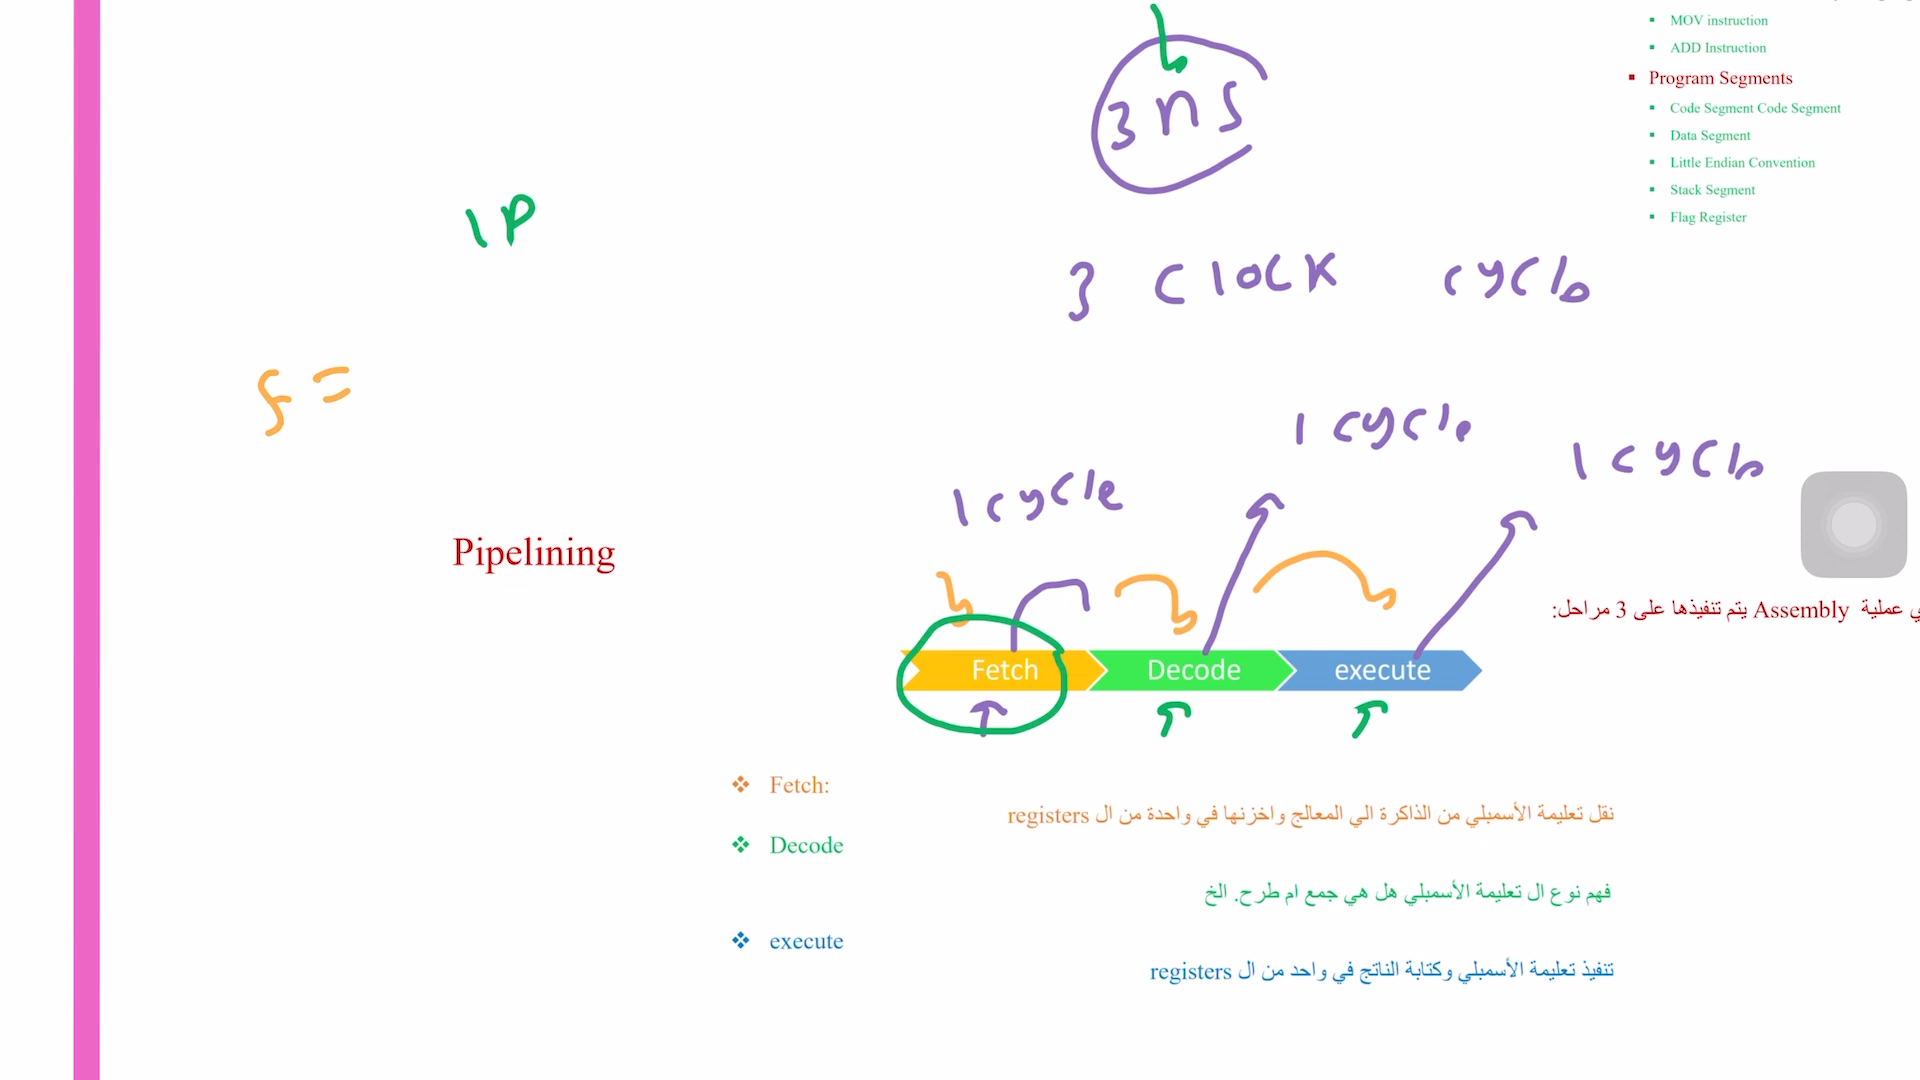 MOV instruction
ADD Instruction
Program Segments
Code Segment Code Segment
Data Segment
Little Endian Convention
Stack Segment
Flag Register
3 ns
IP
3 clock cycle
f =
1 cycle
1 cycle
1 cycle
Pipelining
عملية Assembly يتم تنفيذها على 3 مراحل:
Fetch
Decode
execute
Fetch:
نقل تعليمة الأسمبلي من الذاكرة الي المعالج واخزنها في واحدة من ال registers
Decode
فهم نوع ال تعليمة الأسمبلي هل هي جمع ام طرح. الخ
execute
تنفيذ تعليمة الأسمبلي وكتابة الناتج في واحد من ال registers